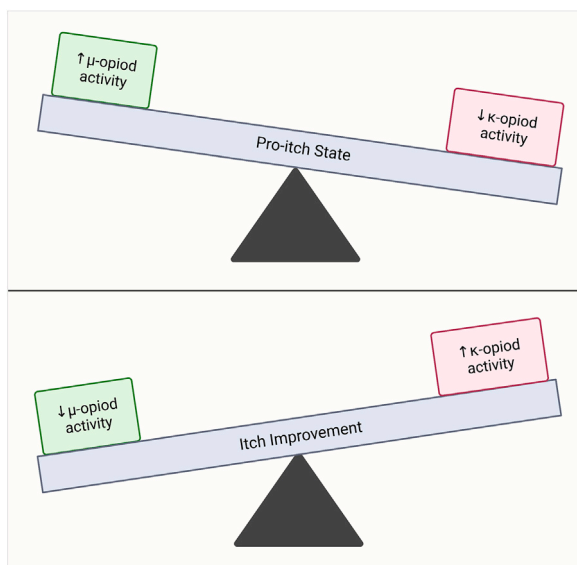 ↑μ-opiod
activity
↓κ-opiod
activity
Pro-itch State
↑κ-opiod
activity
↓μ-opiod
activity
Itch Improvement